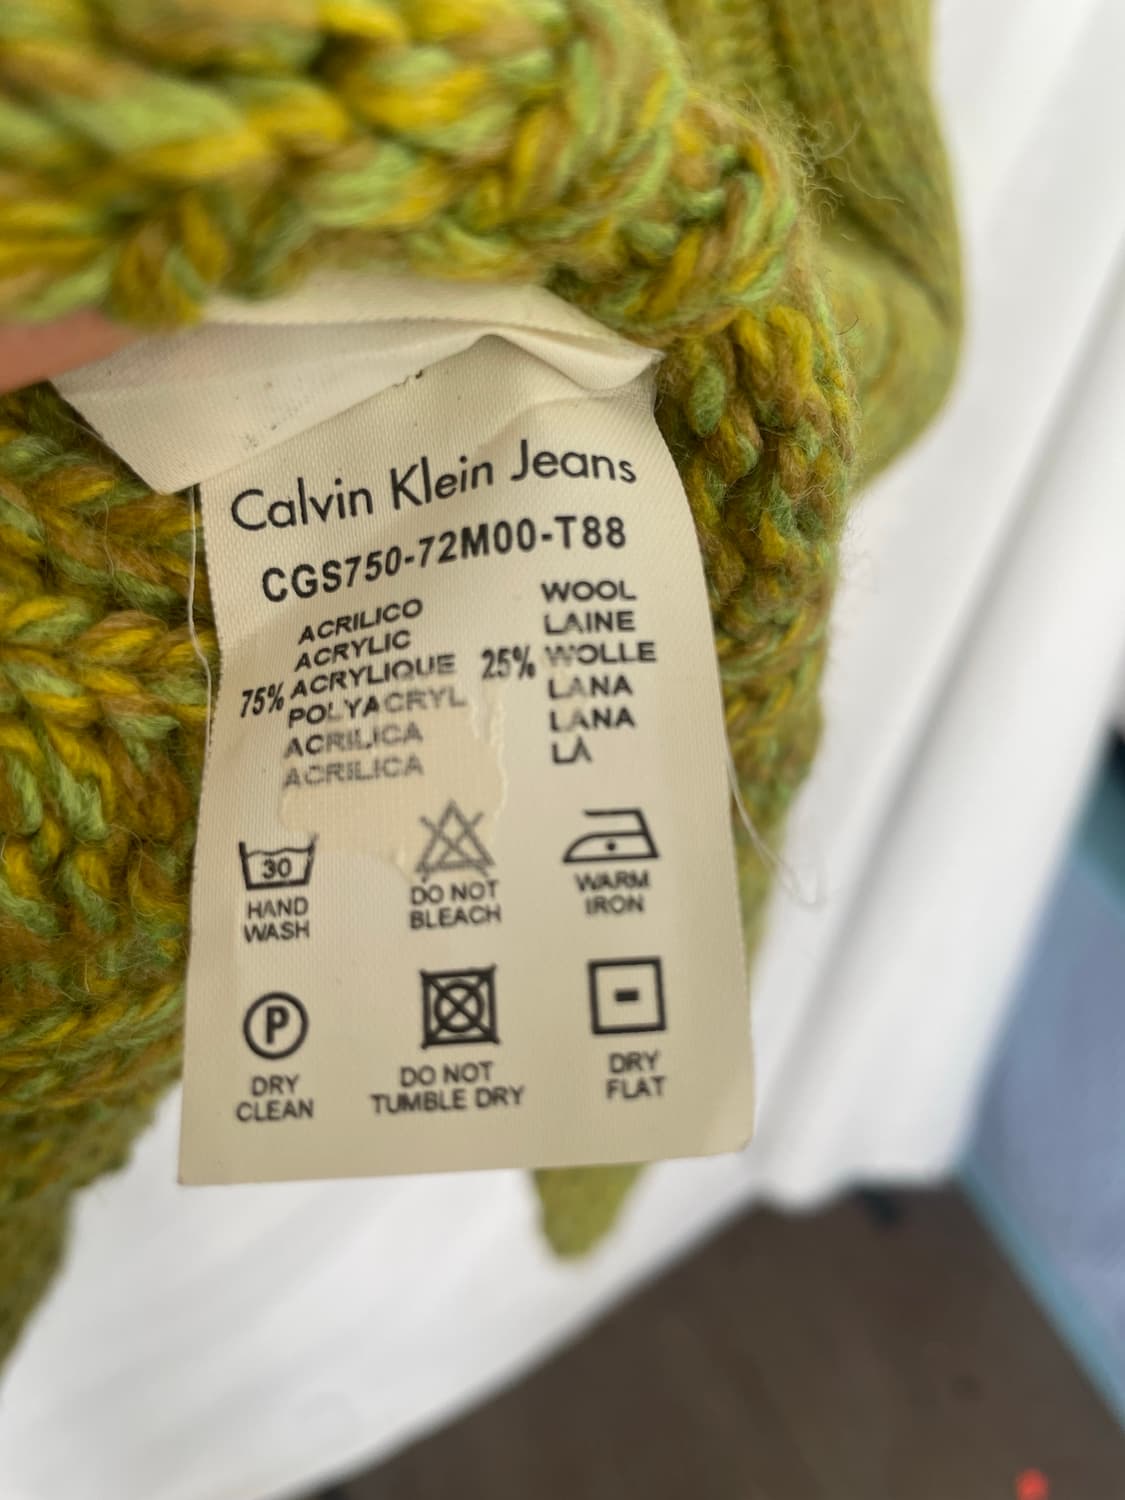 Calvin Klein Jeans
CGS750-72M00-T88
75%
ACRILICO
ACRYLIC
ACRYLIQUE
POLYACRYL
ACRILICA
ACRILICA
25%
WOOL
LAINE
WOLLE
LANA
LANA
LÀ
30
HAND
WASH
DO NOT
BLEACH
WARM
IRON
P
DRY
CLEAN
DO NOT
TUMBLE DRY
DRY
FLAT